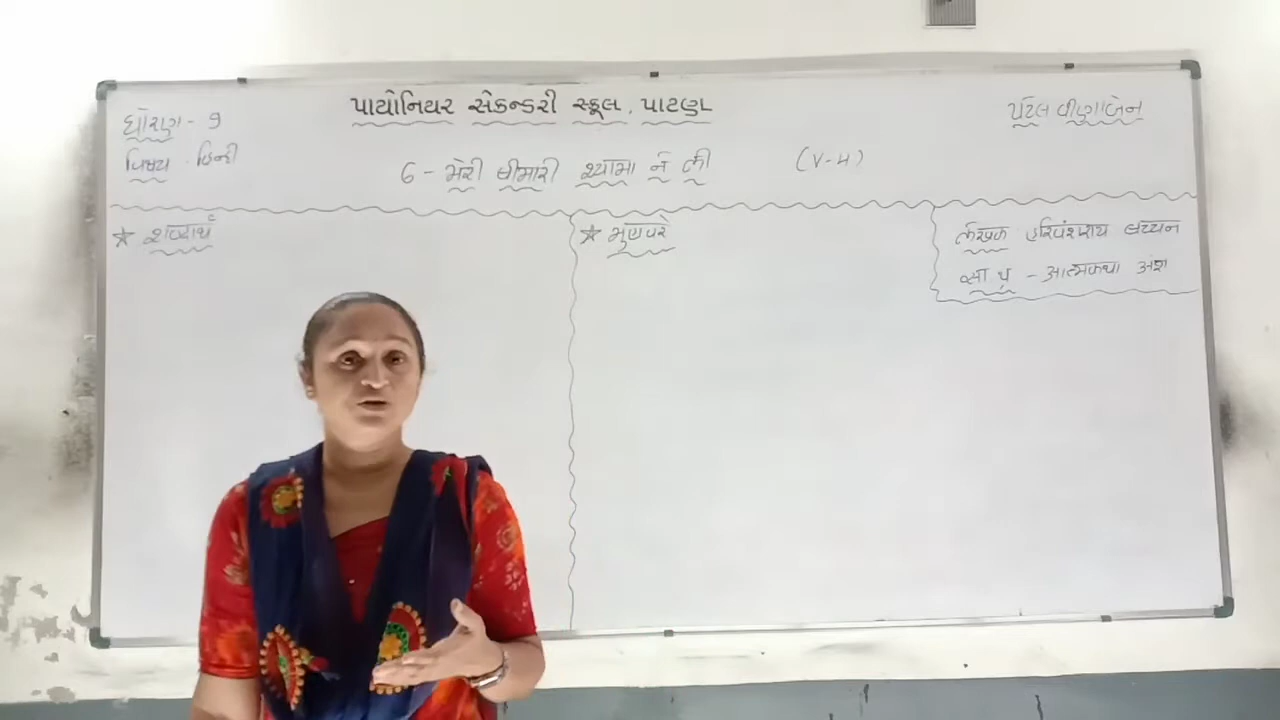 પાયોનિયર સેકન્ડરી સ્કૂલ, પાટણ
ધોરણ - 9
પટેલ વીણાબેન
વિષય : હિન્દી
6 - मेरी बीमारी श्यामा ने ली
(V-4)
★ शब्दार्थ
★ मुहावरे
लेखक हरिवंशराय बच्चन
सा. प्र - आत्मकथा अंश